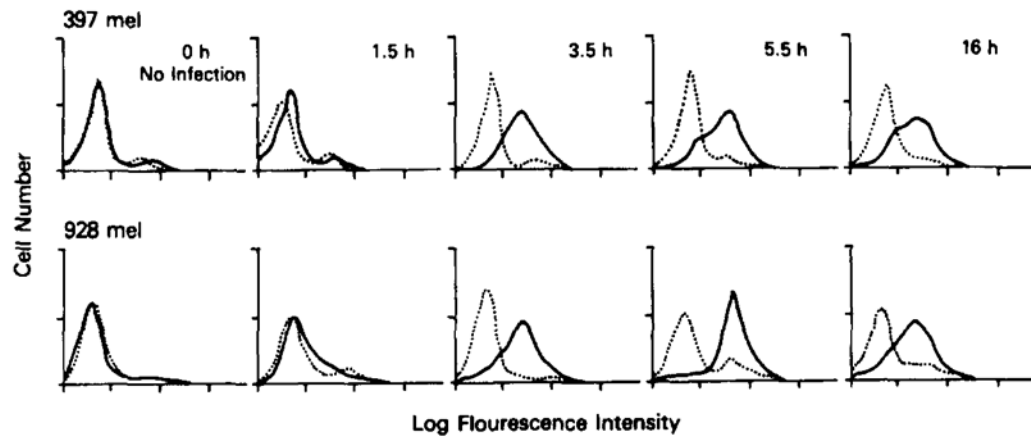 397 mel
0 h
No Infection
1.5 h
3.5 h
5.5 h
16 h
928 mel
Cell Number
Log Flourescence Intensity